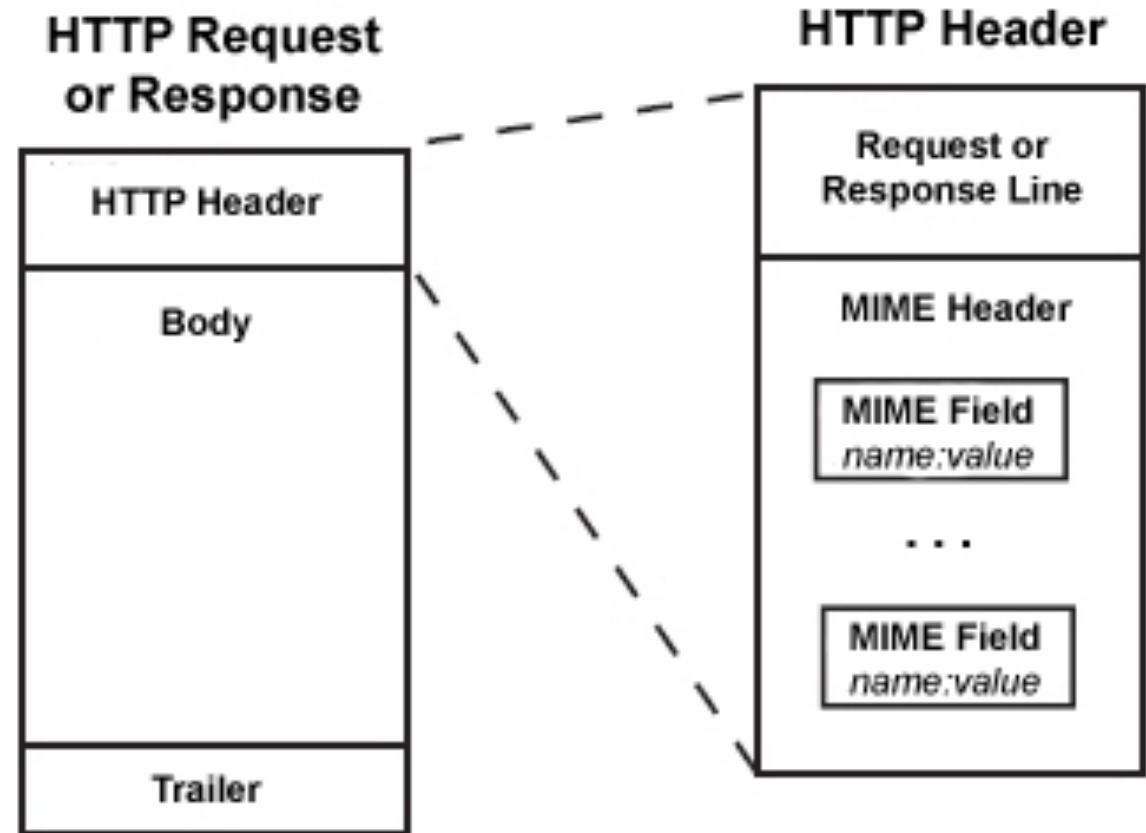 HTTP Request
or Response
HTTP Header
Body
Trailer
HTTP Header
Request or
Response Line
MIME Header
MIME Field
name:value
. . .
MIME Field
name:value